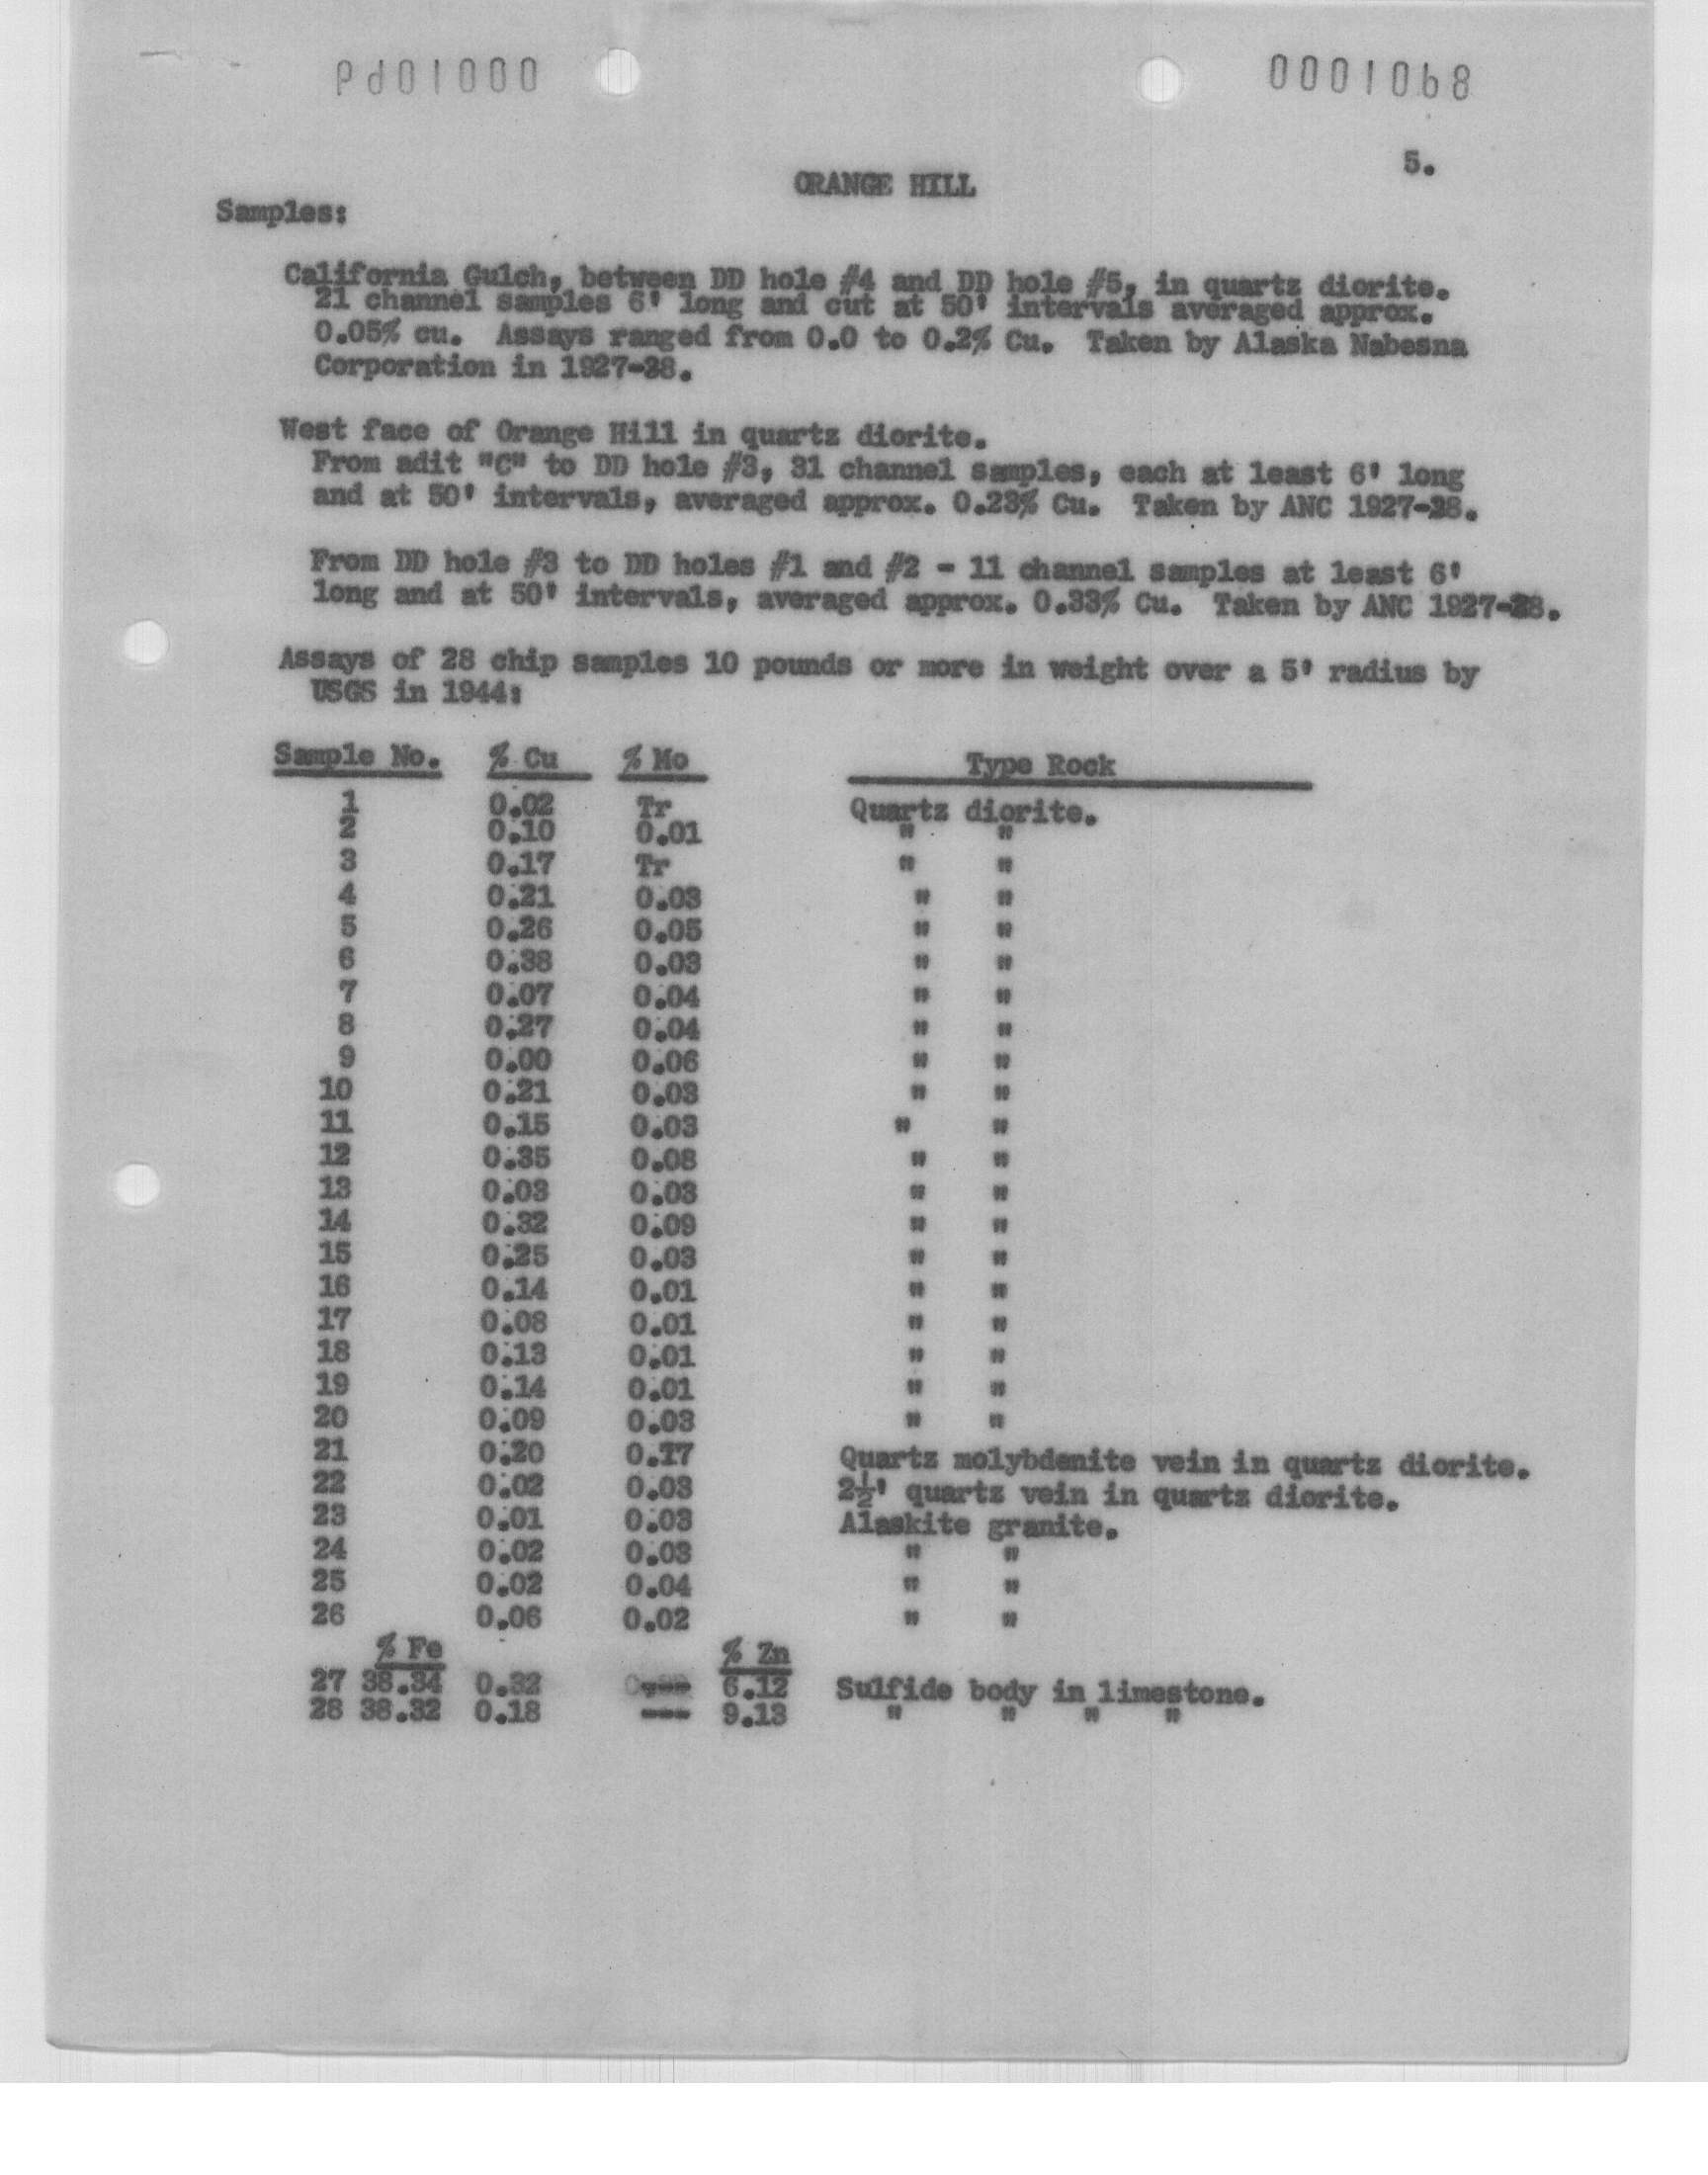 0001068
5.
ORANGE HILL
Samples:
California Gulch, between DD hole #4 and DD hole #5, in quartz diorite.
21 channel samples 6' long and cut at 50' intervals averaged approx.
0.05% cu. Assays ranged from 0.0 to 0.2% Cu. Taken by Alaska Nabesna
Corporation in 1927-28.
West face of Orange Hill in quartz diorite.
From adit "C" to DD hole #3, 31 channel samples, each at least 6' long
and at 50' intervals, averaged approx. 0.23% Cu. Taken by ANC 1927-28.
From DD hole #3 to DD holes #1 and #2 - 11 channel samples at least 6'
long and at 50' intervals, averaged approx. 0.33% Cu. Taken by ANC 1927-28.
Assays of 28 chip samples 10 pounds or more in weight over a 5' radius by
USGS in 1944:
Sample No. % Cu % Mo Type Rock
1 0.02 Tr Quartz diorite.
2 0.10 0.01 " "
3 0.17 Tr " "
4 0.21 0.03 " "
5 0.26 0.05 " "
6 0.38 0.03 " "
7 0.07 0.04 " "
8 0.27 0.04 " "
9 0.00 0.06 " "
10 0.21 0.03 " "
11 0.15 0.03 " "
12 0.35 0.08 " "
13 0.03 0.03 " "
14 0.32 0.09 " "
15 0.25 0.03 " "
16 0.14 0.01 " "
17 0.08 0.01 " "
18 0.13 0.01 " "
19 0.14 0.01 " "
20 0.09 0.03 " "
21 0.20 0.17 Quartz molybdenite vein in quartz diorite.
22 0.02 0.03 2½' quartz vein in quartz diorite.
23 0.01 0.03 Alaskite granite.
24 0.02 0.03 " "
25 0.02 0.04 " "
26 0.06 0.02 " "
% Fe % Zn
27 38.34 0.32 --- 6.12 Sulfide body in limestone.
28 38.32 0.18 --- 9.13 " " " "